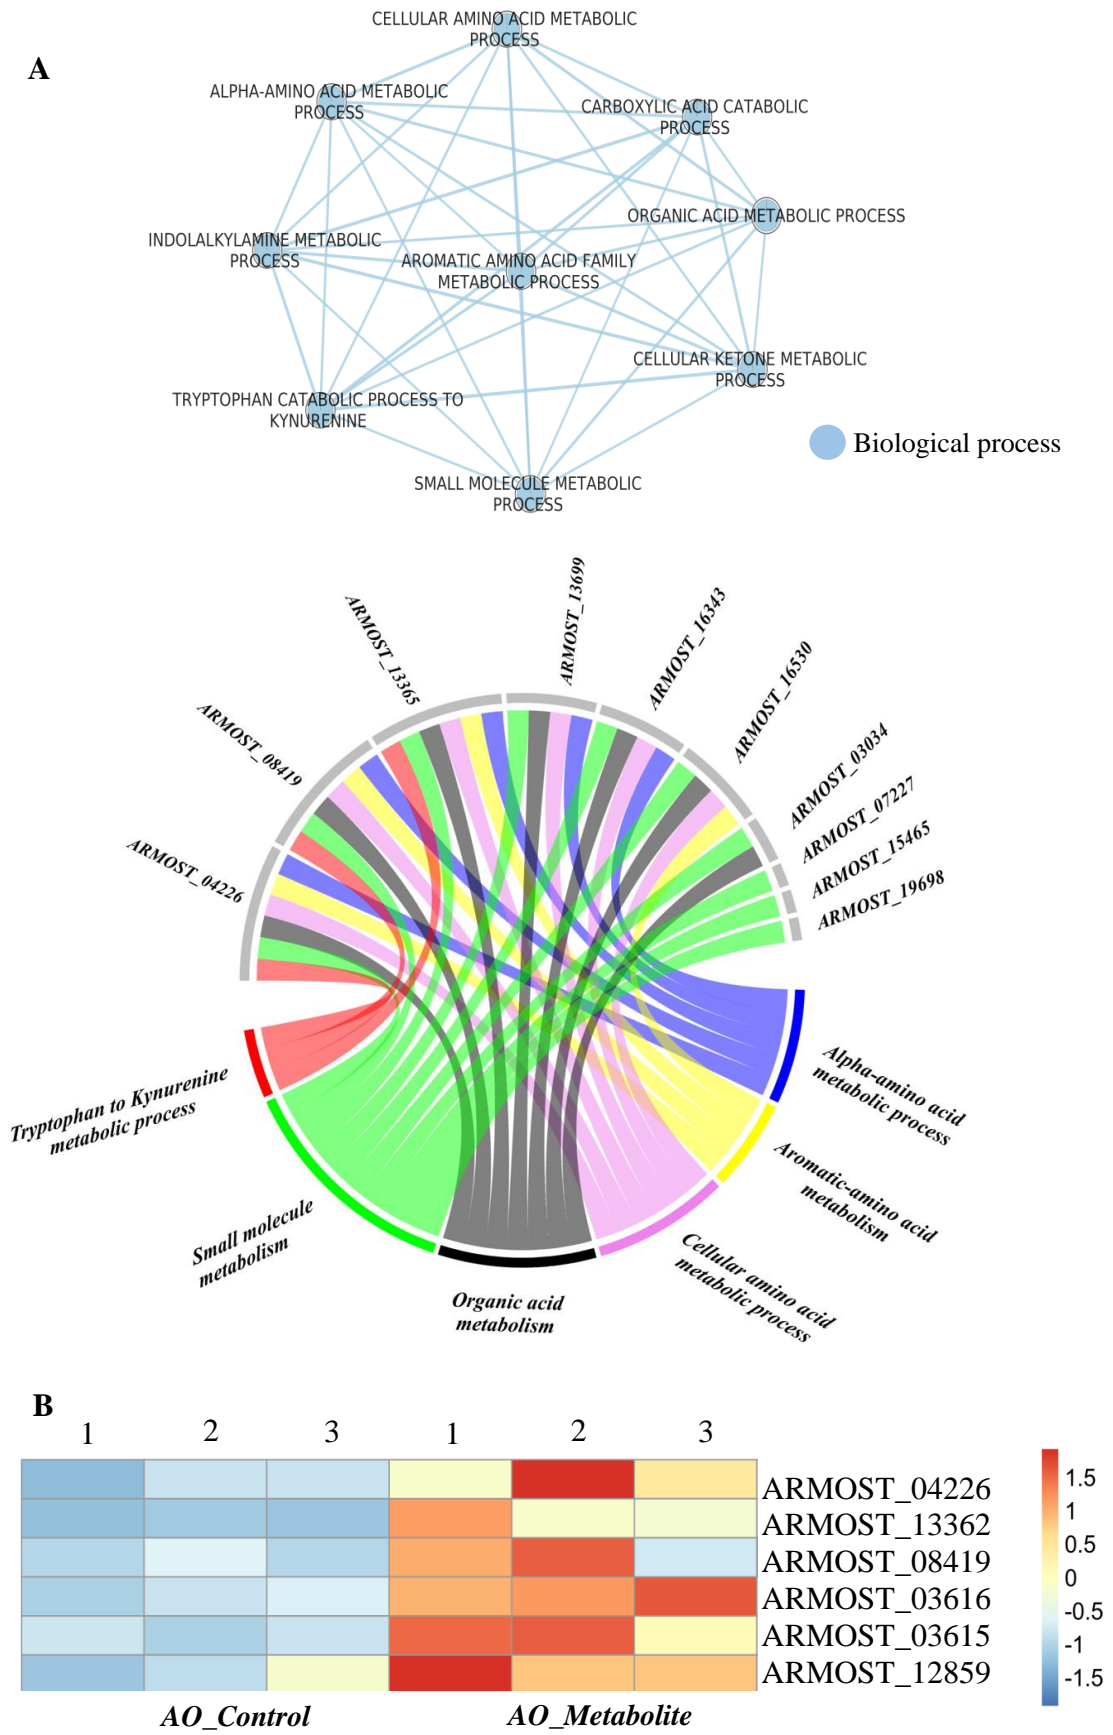 A
CELLULAR AMINO ACID METABOLIC
PROCESS
ALPHA-AMINO ACID METABOLIC
PROCESS
CARBOXYLIC ACID CATABOLIC
PROCESS
ORGANIC ACID METABOLIC PROCESS
INDOLALKYLAMINE METABOLIC
PROCESS
AROMATIC AMINO ACID FAMILY
METABOLIC PROCESS
CELLULAR KETONE METABOLIC
PROCESS
TRYPTOPHAN CATABOLIC PROCESS TO
KYNURENINE
SMALL MOLECULE METABOLIC
PROCESS
Biological process
ARMOST_04226
ARMOST_08419
ARMOST_13365
ARMOST_13699
ARMOST_16343
ARMOST_16530
ARMOST_03034
ARMOST_07227
ARMOST_15465
ARMOST_19698
Tryptophan to Kynurenine
metabolic process
Small molecule
metabolism
Organic acid
metabolism
Cellular amino acid
metabolic process
Aromatic-amino acid
metabolism
Alpha-amino acid
metabolic process
B
1 2 3 1 2 3
ARMOST_04226
ARMOST_13362
ARMOST_08419
ARMOST_03616
ARMOST_03615
ARMOST_12859
1.5
1
0.5
0
-0.5
-1
-1.5
AO_Control AO_Metabolite